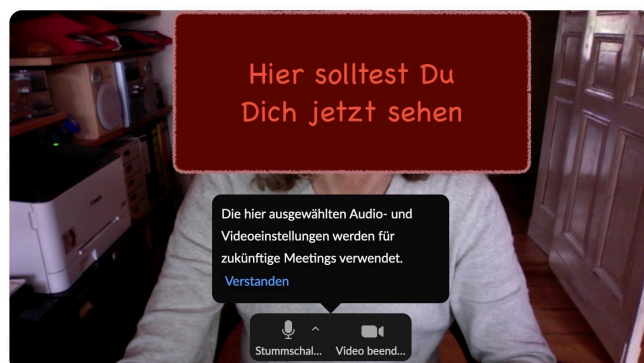 Hier solltest Du
Dich jetzt sehen
Die hier ausgewählten Audio- und
Videoeinstellungen werden für
zukünftige Meetings verwendet.
Verstanden
Stummschal... Video beend...